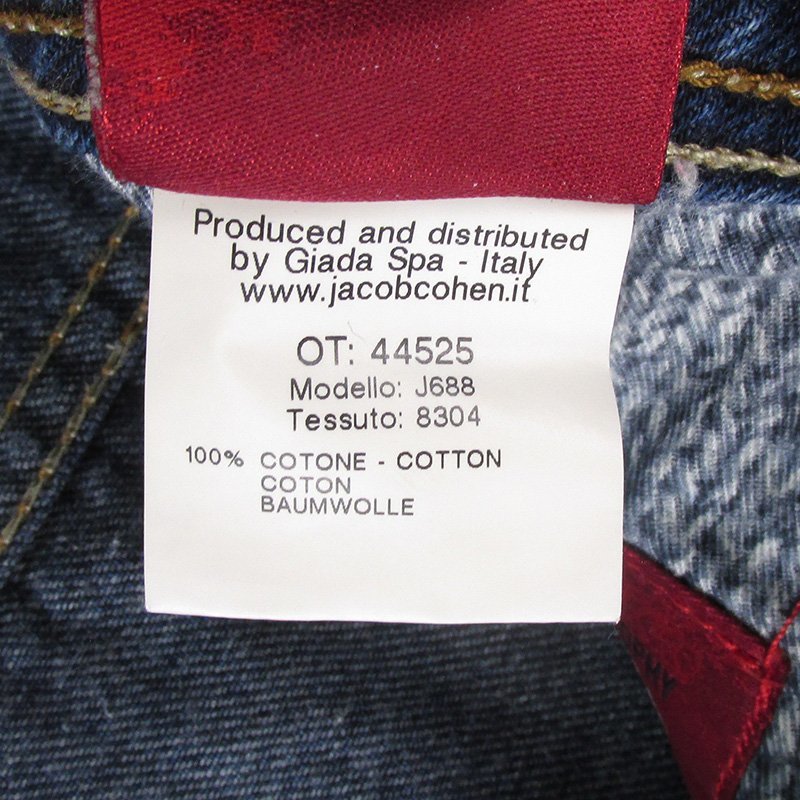 Produced and distributed
by Giada Spa - Italy
www.jacobcohen.it
OT: 44525
Modello: J688
Tessuto: 8304
100% COTONE - COTTON
COTON
BAUMWOLLE